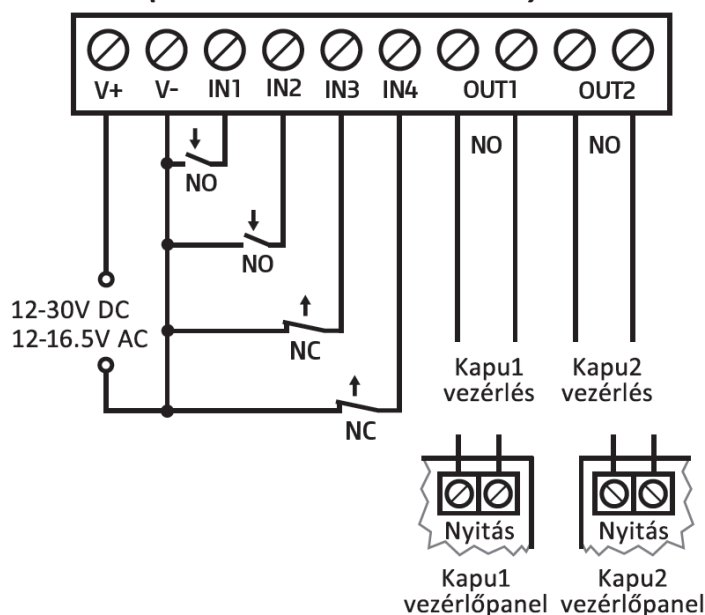 V+ V- IN1 IN2 IN3 IN4 OUT1 OUT2
NO NO
NO
NO
12-30V DC
12-16.5V AC
NC
NC
Kapu1 Kapu2
vezérlés vezérlés
Nyitás Nyitás
Kapu1 Kapu2
vezérlőpanel vezérlőpanel